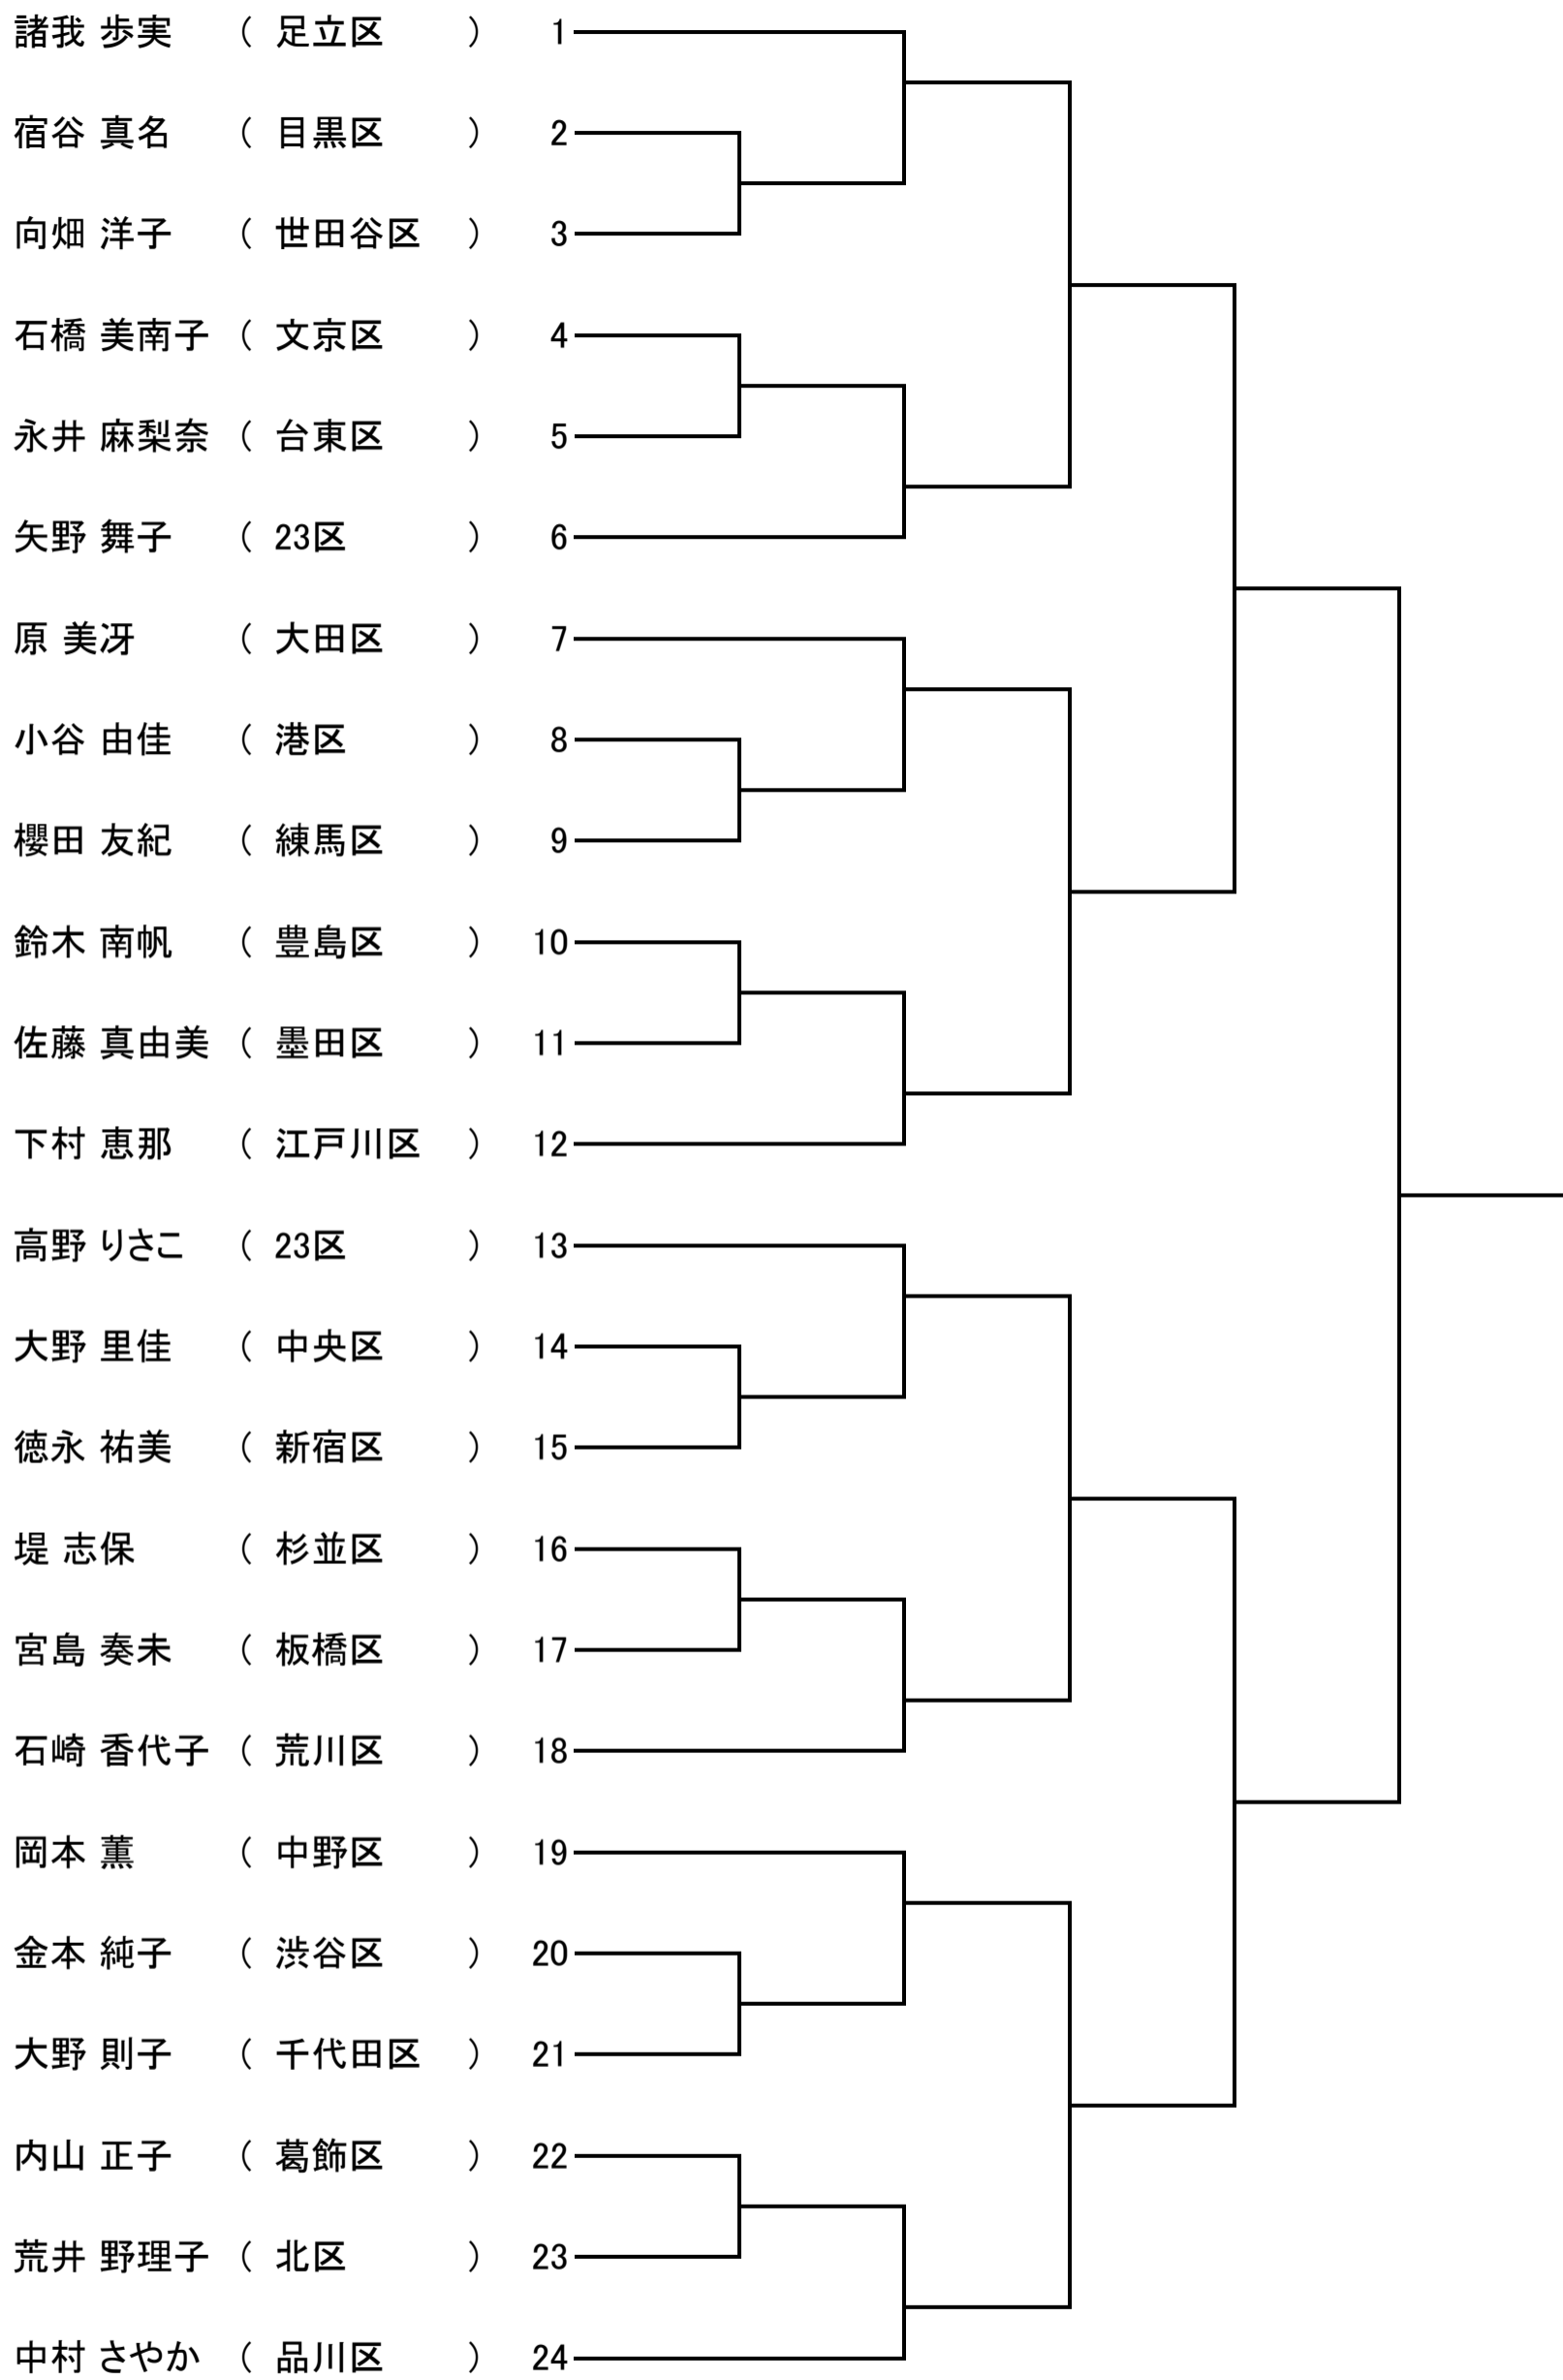 諸我 歩実 ( 足立区 ) 1
宿谷 真名 ( 目黒区 ) 2
向畑 洋子 ( 世田谷区 ) 3
石橋 美南子 ( 文京区 ) 4
永井 麻梨奈 ( 台東区 ) 5
矢野 舞子 ( 23区 ) 6
原 美冴 ( 大田区 ) 7
小谷 由佳 ( 港区 ) 8
櫻田 友紀 ( 練馬区 ) 9
鈴木 南帆 ( 豊島区 ) 10
佐藤 真由美 ( 墨田区 ) 11
下村 恵那 ( 江戸川区 ) 12
高野 りさこ ( 23区 ) 13
大野 里佳 ( 中央区 ) 14
徳永 祐美 ( 新宿区 ) 15
堤 志保 ( 杉並区 ) 16
宮島 奏未 ( 板橋区 ) 17
石崎 香代子 ( 荒川区 ) 18
岡本 薫 ( 中野区 ) 19
金本 純子 ( 渋谷区 ) 20
大野 則子 ( 千代田区 ) 21
内山 正子 ( 葛飾区 ) 22
荒井 野理子 ( 北区 ) 23
中村 さやか ( 品川区 ) 24